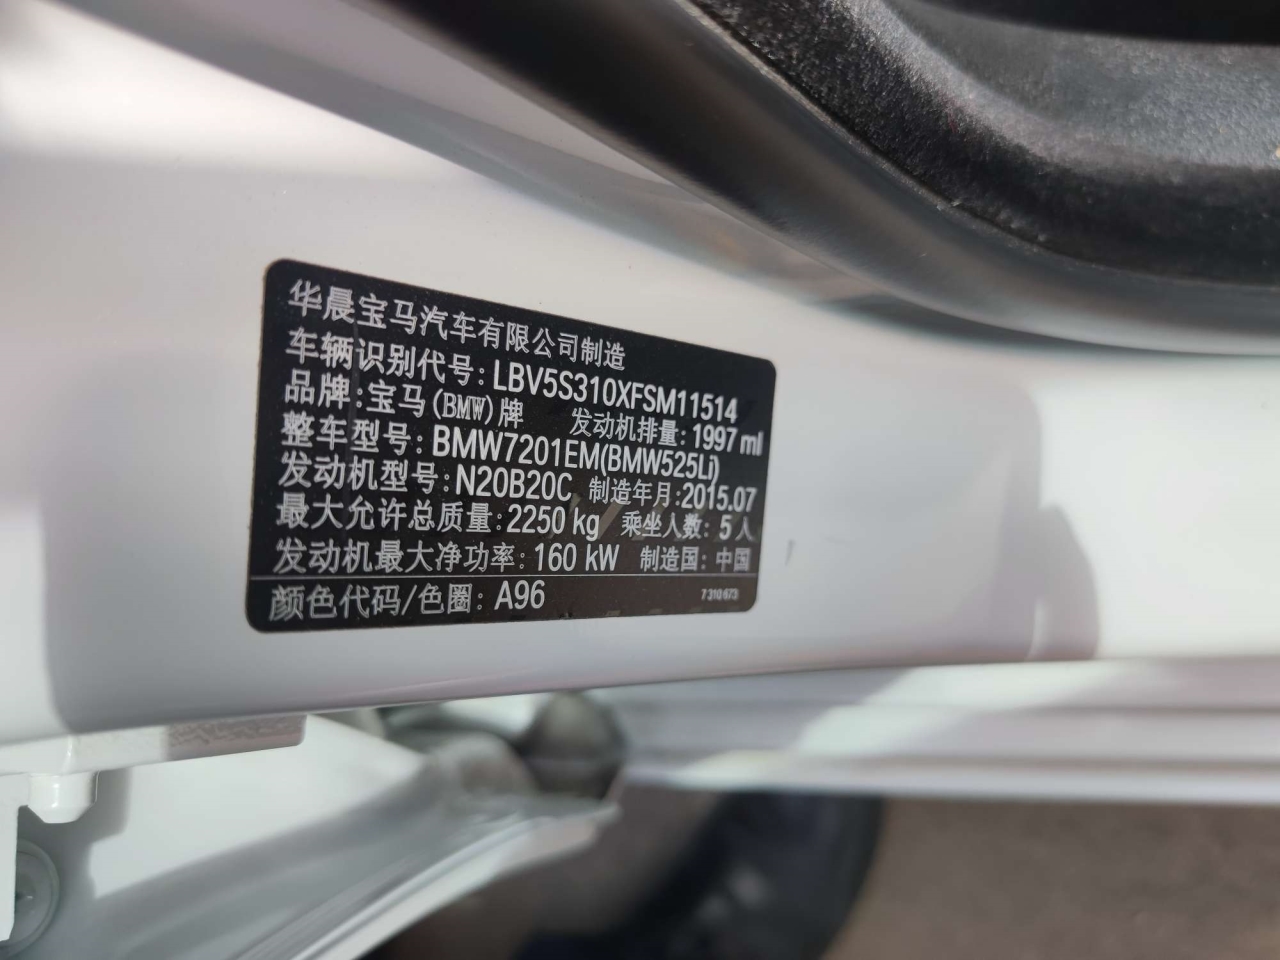 华晨宝马汽车有限公司制造
车辆识别代号: LBV5S310XFSM11514
品牌: 宝马(BMW)牌 发动机排量: 1997 ml
整车型号: BMW7201EM(BMW525Li)
发动机型号: N20B20C 制造年月: 2015.07
最大允许总质量: 2250 kg 乘坐人数: 5 人
发动机最大净功率: 160 kW 制造国: 中国
颜色代码/色圈: A96 7 310 673